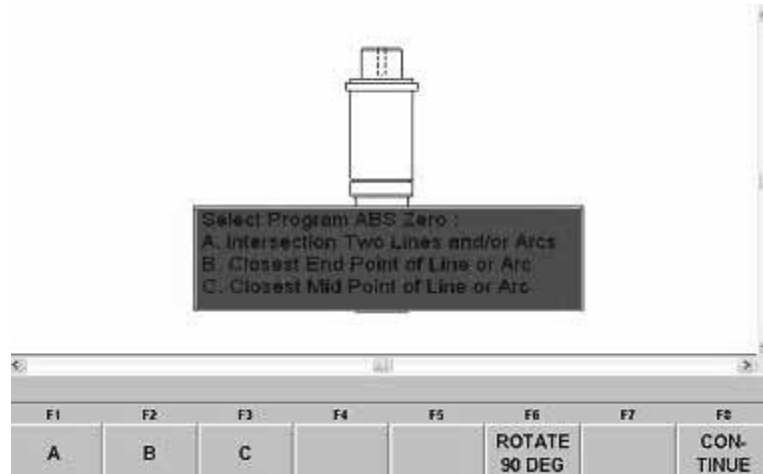 Select Program ABS Zero :
A. Intersection Two Lines and/or Arcs
B. Closest End Point of Line or Arc
C. Closest Mid Point of Line or Arc
F1 F2 F3 F4 F5 F6 F7 F8
A B C ROTATE 90 DEG CON-TINUE